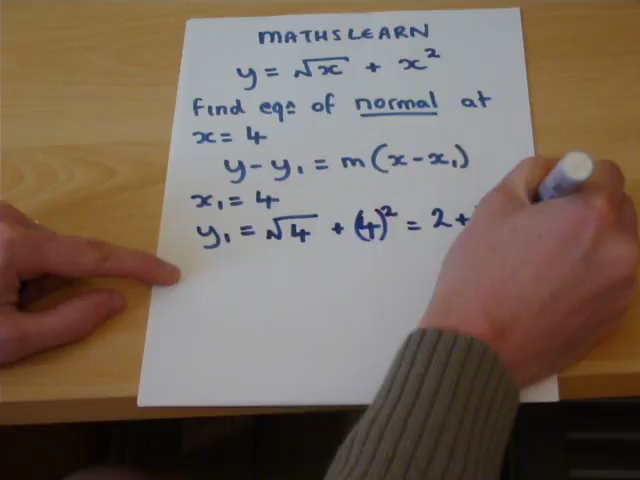 MATHSLEARN
y = √x + x²
Find eqⁿ of normal at
x = 4
y - y₁ = m(x - x₁)
x₁ = 4
y₁ = √4 + (4)² = 2 +